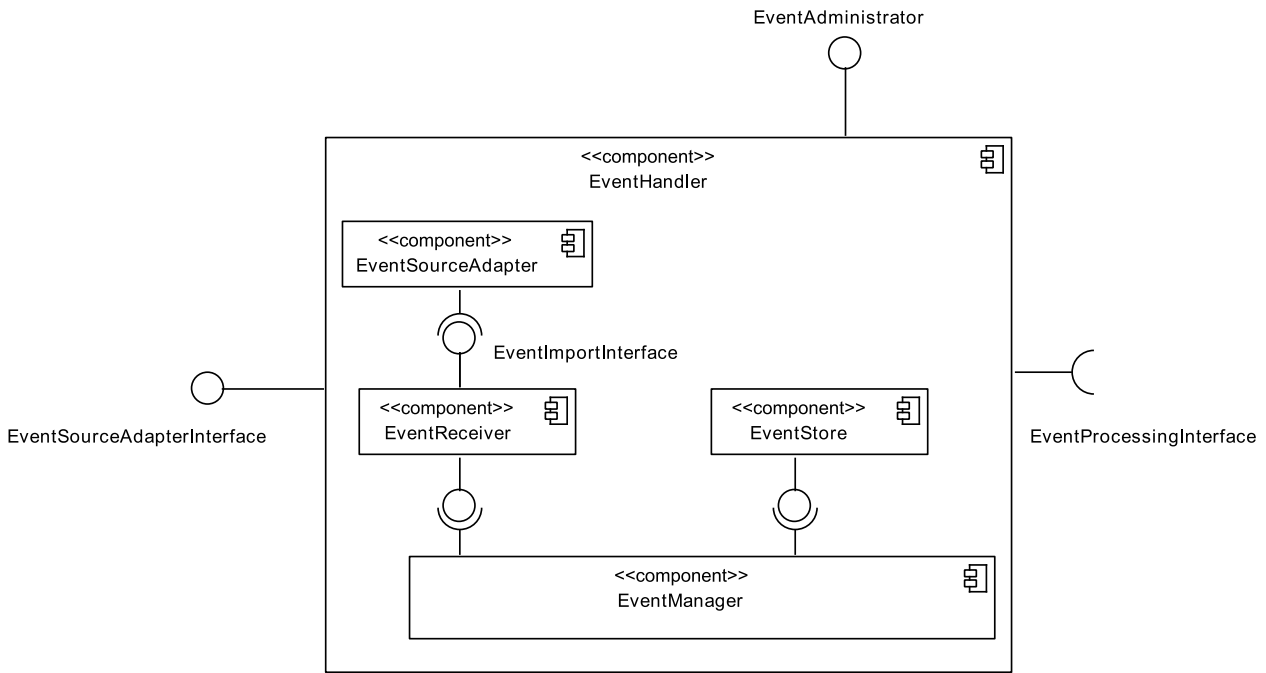 EventAdministrator
<<component>>
EventHandler
<<component>>
EventSourceAdapter
EventImportInterface
EventSourceAdapterInterface
<<component>>
EventReceiver
<<component>>
EventStore
EventProcessingInterface
<<component>>
EventManager